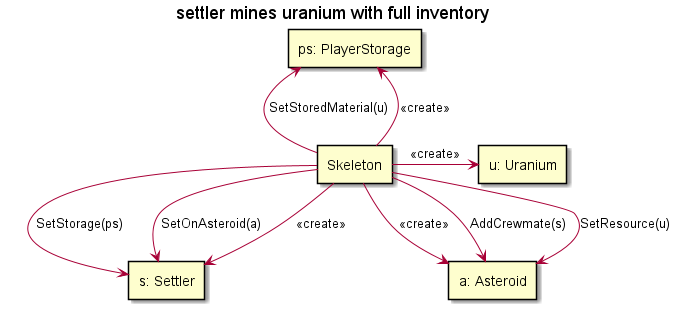 settler mines uranium with full inventory
ps: PlayerStorage
SetStoredMaterial(u)
«create»
Skeleton
«create»
u: Uranium
SetStorage(ps)
SetOnAsteroid(a)
«create»
«create»
AddCrewmate(s)
SetResource(u)
s: Settler
a: Asteroid